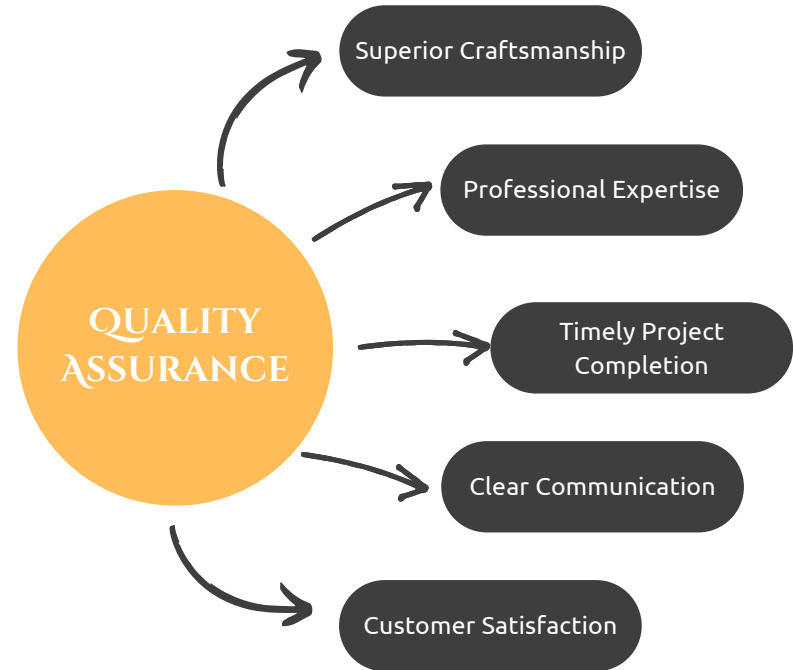 Superior Craftsmanship
Professional Expertise
QUALITY
ASSURANCE
Timely Project
Completion
Clear Communication
Customer Satisfaction